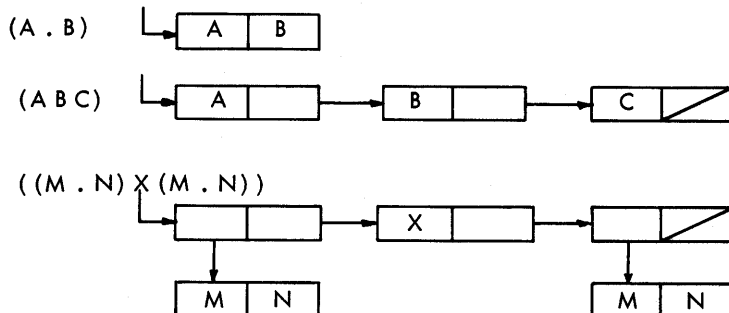 (A . B) A B
(A B C) A B C
((M . N) X (M . N))
X
M N M N